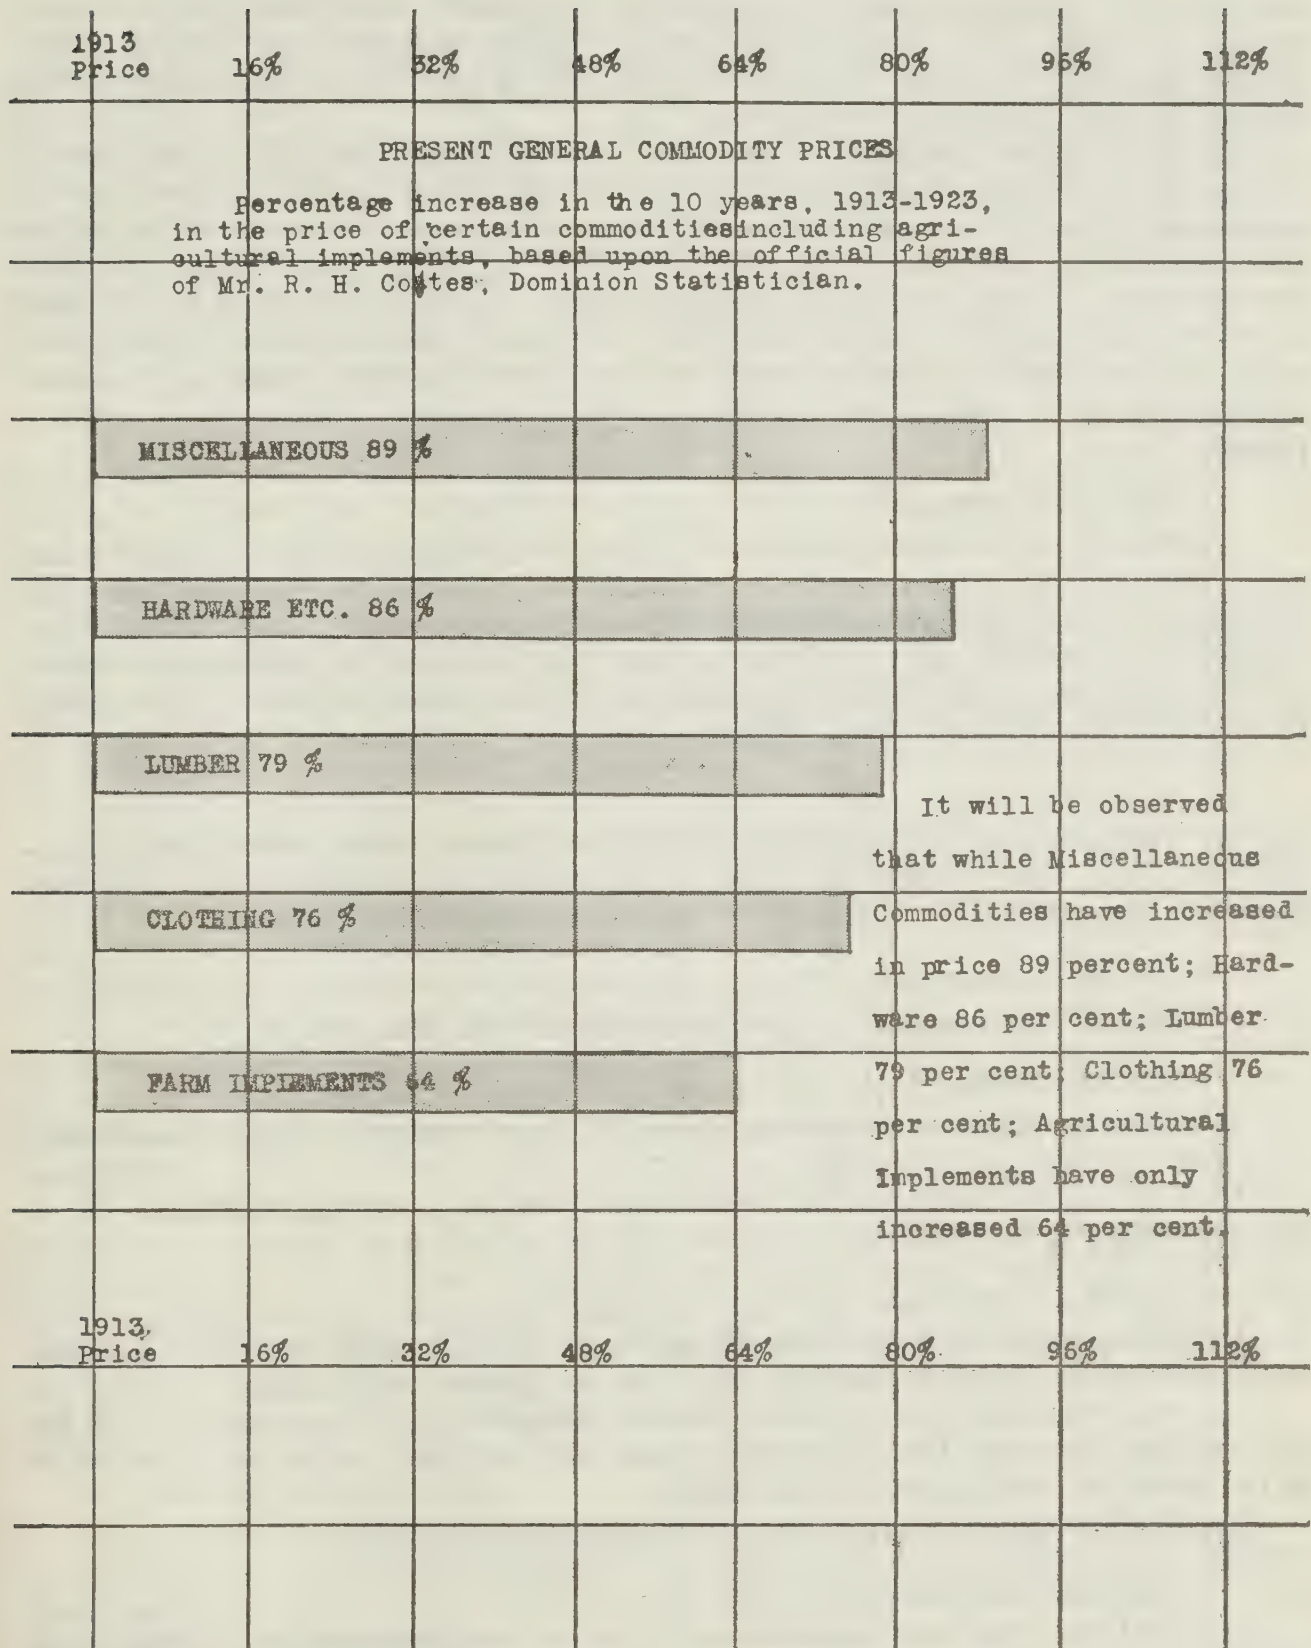 1913
Price 16% 32% 48% 64% 80% 96% 112%
PRESENT GENERAL COMMODITY PRICES
Percentage increase in the 10 years, 1913-1923,
in the price of certain commodities including agri-
cultural implements, based upon the official figures
of Mr. R. H. Coates, Dominion Statistician.
MISCELLANEOUS 89 %
HARDWARE ETC. 86 %
LUMBER 79 %
CLOTHING 76 %
FARM IMPLEMENTS 64 %
It will be observed
that while Miscellaneous
Commodities have increased
in price 89 percent; Hard-
ware 86 per cent; Lumber
79 per cent; Clothing 76
per cent; Agricultural
Implements have only
increased 64 per cent.
1913
Price 16% 32% 48% 64% 80% 96% 112%